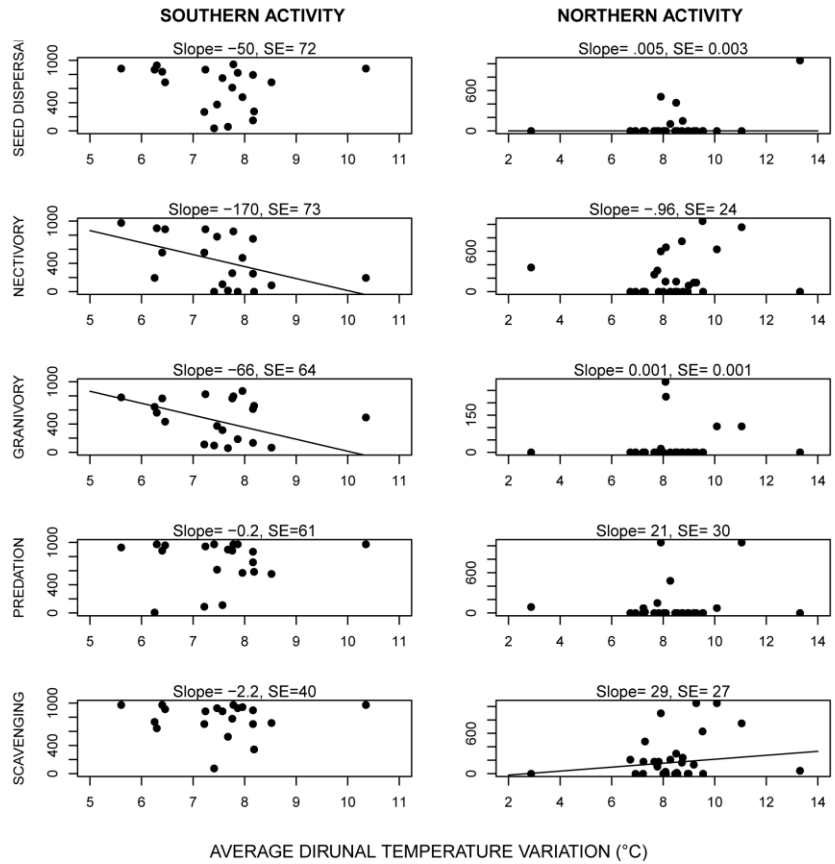 SOUTHERN ACTIVITY NORTHERN ACTIVITY
Slope= −50, SE= 72 Slope= .005, SE= 0.003
SEED DISPERSAL
0 400 1000
0 600
5 6 7 8 9 10 11
2 4 6 8 10 12 14
Slope= −170, SE= 73 Slope= −.96, SE= 24
NECTIVORY
0 400 1000
0 600
5 6 7 8 9 10 11
2 4 6 8 10 12 14
Slope= −66, SE= 64 Slope= 0.001, SE= 0.001
GRANIVORY
0 400 1000
0 150
5 6 7 8 9 10 11
2 4 6 8 10 12 14
Slope= −0.2, SE=61 Slope= 21, SE= 30
PREDATION
0 400 1000
0 600
5 6 7 8 9 10 11
2 4 6 8 10 12 14
Slope= −2.2, SE=40 Slope= 29, SE= 27
SCAVENGING
0 400 1000
0 600
5 6 7 8 9 10 11
2 4 6 8 10 12 14
AVERAGE DIRUNAL TEMPERATURE VARIATION (°C)